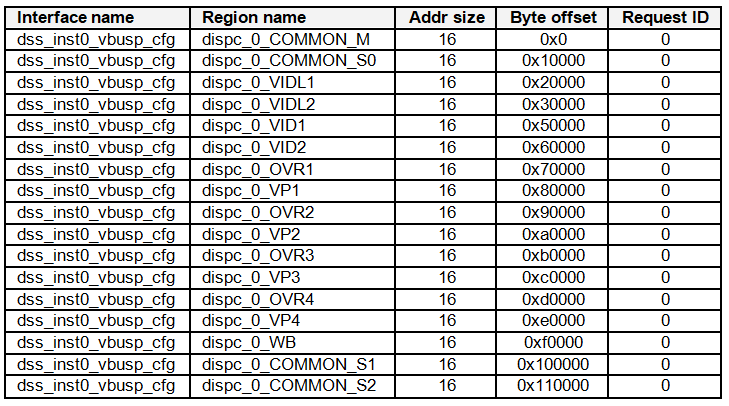 Interface name Region name Addr size Byte offset Request ID
dss_inst0_vbusp_cfg dispc_0_COMMON_M 16 0x0 0
dss_inst0_vbusp_cfg dispc_0_COMMON_S0 16 0x10000 0
dss_inst0_vbusp_cfg dispc_0_VIDL1 16 0x20000 0
dss_inst0_vbusp_cfg dispc_0_VIDL2 16 0x30000 0
dss_inst0_vbusp_cfg dispc_0_VID1 16 0x50000 0
dss_inst0_vbusp_cfg dispc_0_VID2 16 0x60000 0
dss_inst0_vbusp_cfg dispc_0_OVR1 16 0x70000 0
dss_inst0_vbusp_cfg dispc_0_VP1 16 0x80000 0
dss_inst0_vbusp_cfg dispc_0_OVR2 16 0x90000 0
dss_inst0_vbusp_cfg dispc_0_VP2 16 0xa0000 0
dss_inst0_vbusp_cfg dispc_0_OVR3 16 0xb0000 0
dss_inst0_vbusp_cfg dispc_0_VP3 16 0xc0000 0
dss_inst0_vbusp_cfg dispc_0_OVR4 16 0xd0000 0
dss_inst0_vbusp_cfg dispc_0_VP4 16 0xe0000 0
dss_inst0_vbusp_cfg dispc_0_WB 16 0xf0000 0
dss_inst0_vbusp_cfg dispc_0_COMMON_S1 16 0x100000 0
dss_inst0_vbusp_cfg dispc_0_COMMON_S2 16 0x110000 0